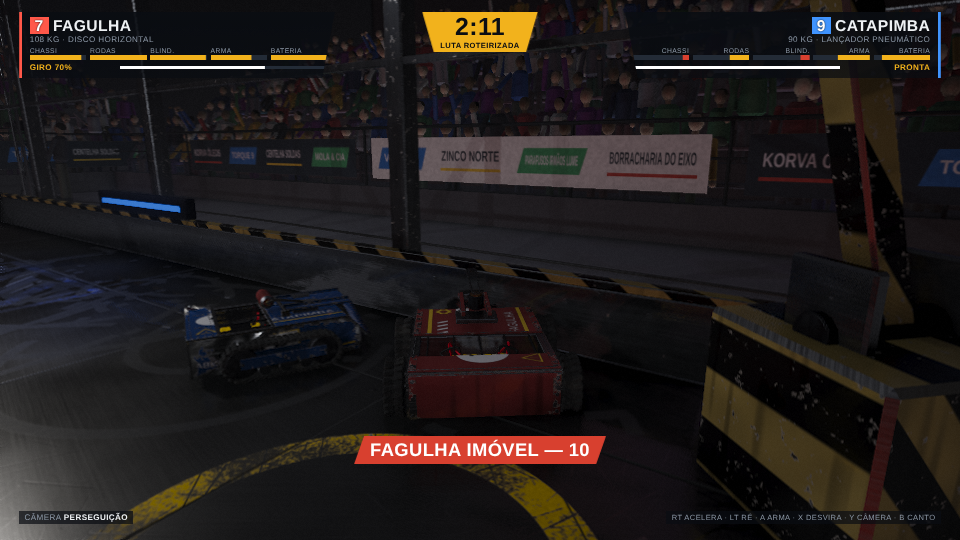 7 FAGULHA
108 KG · DISCO HORIZONTAL
CHASSI RODAS BLIND. ARMA BATERIA
GIRO 70%
2:11
LUTA ROTEIRIZADA
9 CATAPIMBA
90 KG · LANÇADOR PNEUMÁTICO
CHASSI RODAS BLIND. ARMA BATERIA
PRONTA
ZINCO NORTE
BORRACHARIA DO EIXO
KORVA
FAGULHA IMÓVEL — 10
CÂMERA PERSEGUIÇÃO
RT ACELERA · LT RÉ · A ARMA · X DESVIRA · Y CÂMERA · B CANTO